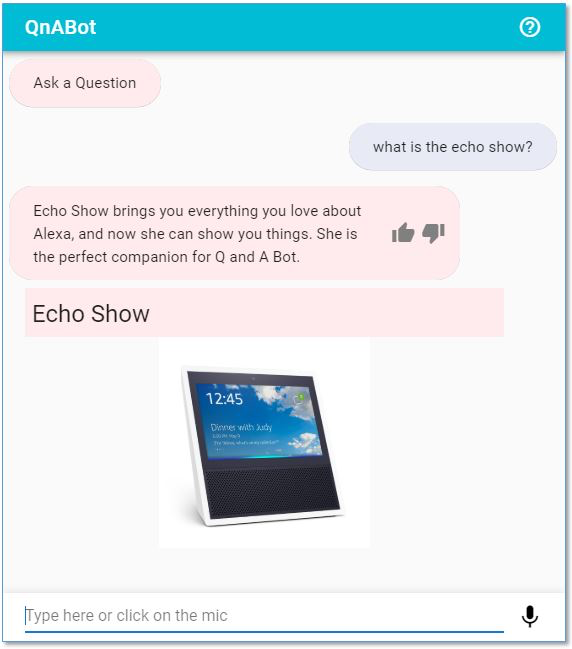 QnABot
Ask a Question
what is the echo show?
Echo Show brings you everything you love about
Alexa, and now she can show you things. She is
the perfect companion for Q and A Bot.
Echo Show
12:45
Dinner with Judy
Type here or click on the mic